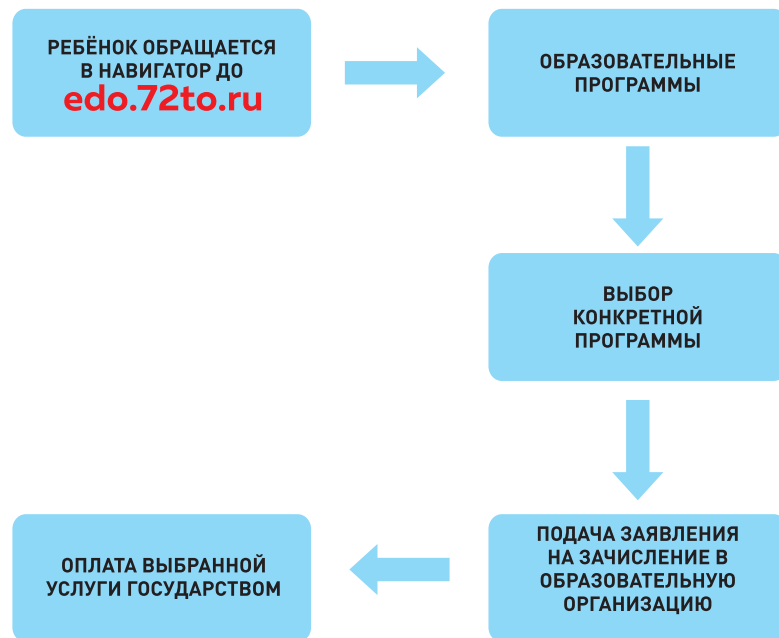 РЕБЁНОК ОБРАЩАЕТСЯ
В НАВИГАТОР ДО
edo.72to.ru
ОБРАЗОВАТЕЛЬНЫЕ
ПРОГРАММЫ
ВЫБОР
КОНКРЕТНОЙ
ПРОГРАММЫ
ПОДАЧА ЗАЯВЛЕНИЯ
НА ЗАЧИСЛЕНИЕ В
ОБРАЗОВАТЕЛЬНУЮ
ОРГАНИЗАЦИЮ
ОПЛАТА ВЫБРАННОЙ
УСЛУГИ ГОСУДАРСТВОМ